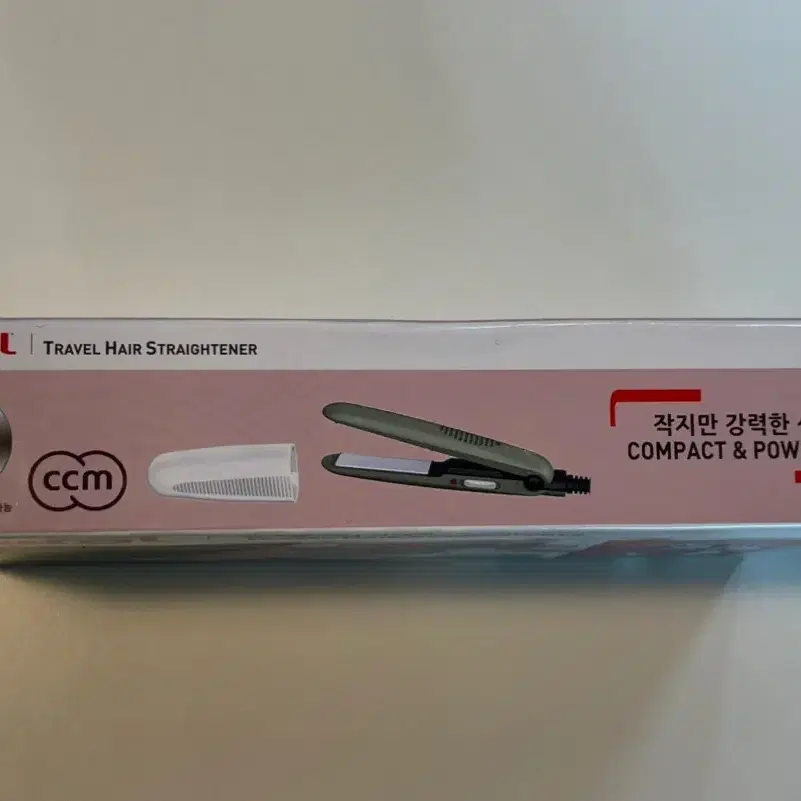 L | TRAVEL HAIR STRAIGHTENER
ccm
작지만 강력한
COMPACT & POW